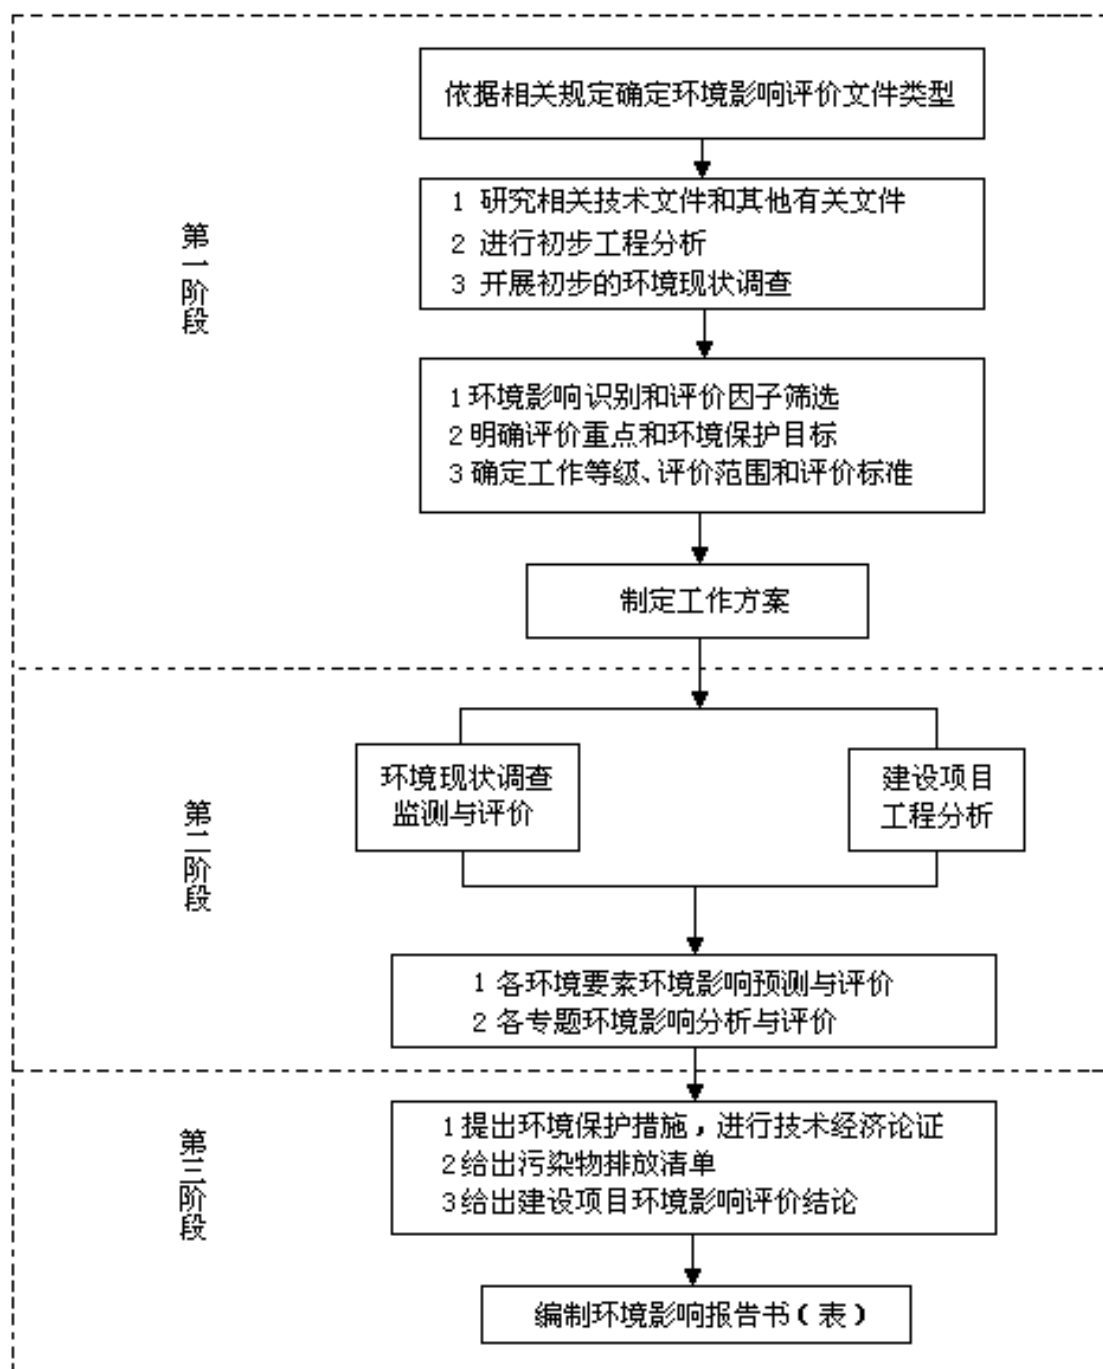 依据相关规定确定环境影响评价文件类型
第一阶段
1 研究相关技术文件和其他有关文件
2 进行初步工程分析
3 开展初步的环境现状调查
1环境影响识别和评价因子筛选
2明确评价重点和环境保护目标
3确定工作等级、评价范围和评价标准
制定工作方案
第二阶段
环境现状调查
监测与评价
建设项目
工程分析
1 各环境要素环境影响预测与评价
2 各专题环境影响分析与评价
第三阶段
1提出环境保护措施，进行技术经济论证
2给出污染物排放清单
3给出建设项目环境影响评价结论
编制环境影响报告书（表）